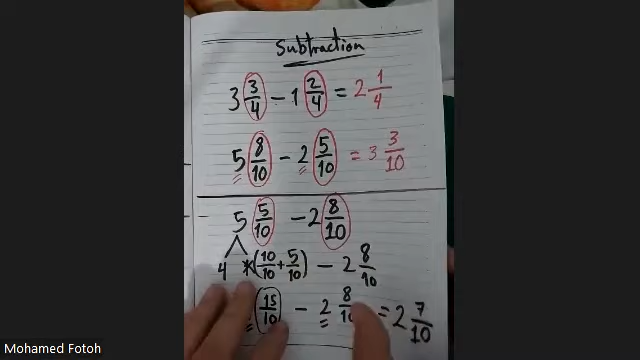 Subtraction
3 3/4 − 1 2/4 = 2 1/4
5 8/10 − 2 5/10 = 3 3/10
5 5/10 − 2 8/10
4 * (10/10 + 5/10) − 2 8/10
15/10 − 2 8/10 = 2 7/10
Mohamed Fotoh